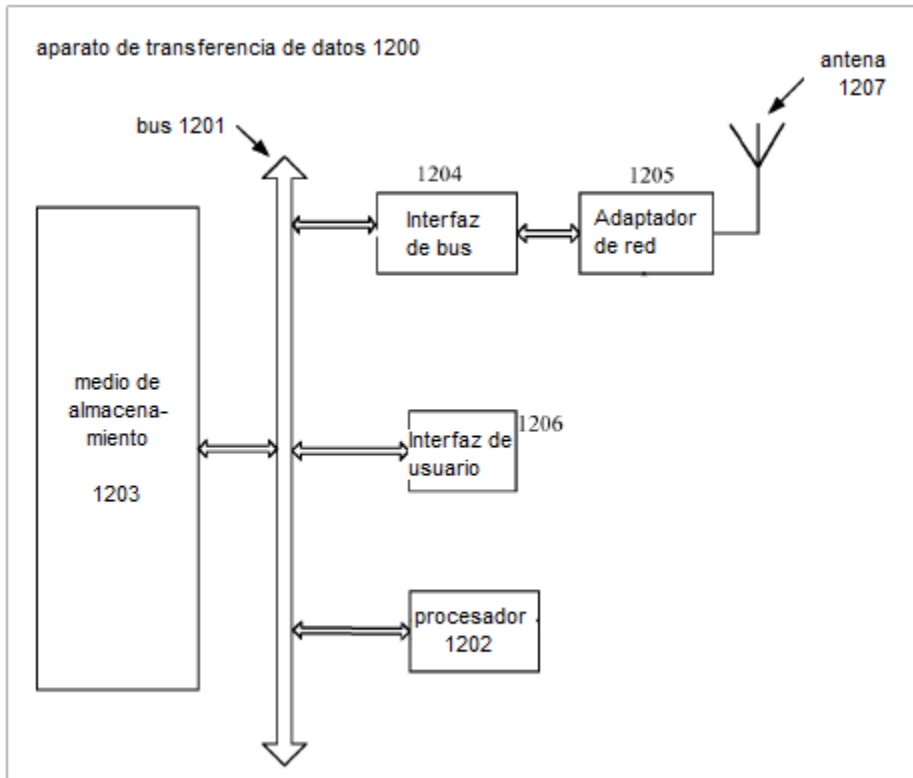 aparato de transferencia de datos 1200
antena
1207
bus 1201
1204
1205
Interfaz
de bus
Adaptador
de red
medio de
almacena-
miento
1203
1206
Interfaz de
usuario
procesador
1202